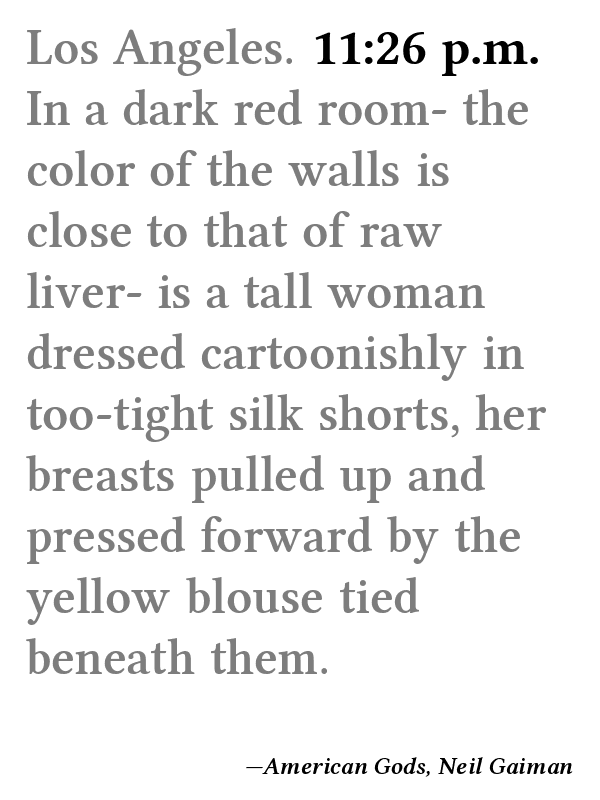 Los Angeles. 11:26 p.m.
In a dark red room- the
color of the walls is
close to that of raw
liver- is a tall woman
dressed cartoonishly in
too-tight silk shorts, her
breasts pulled up and
pressed forward by the
yellow blouse tied
beneath them.
—American Gods, Neil Gaiman